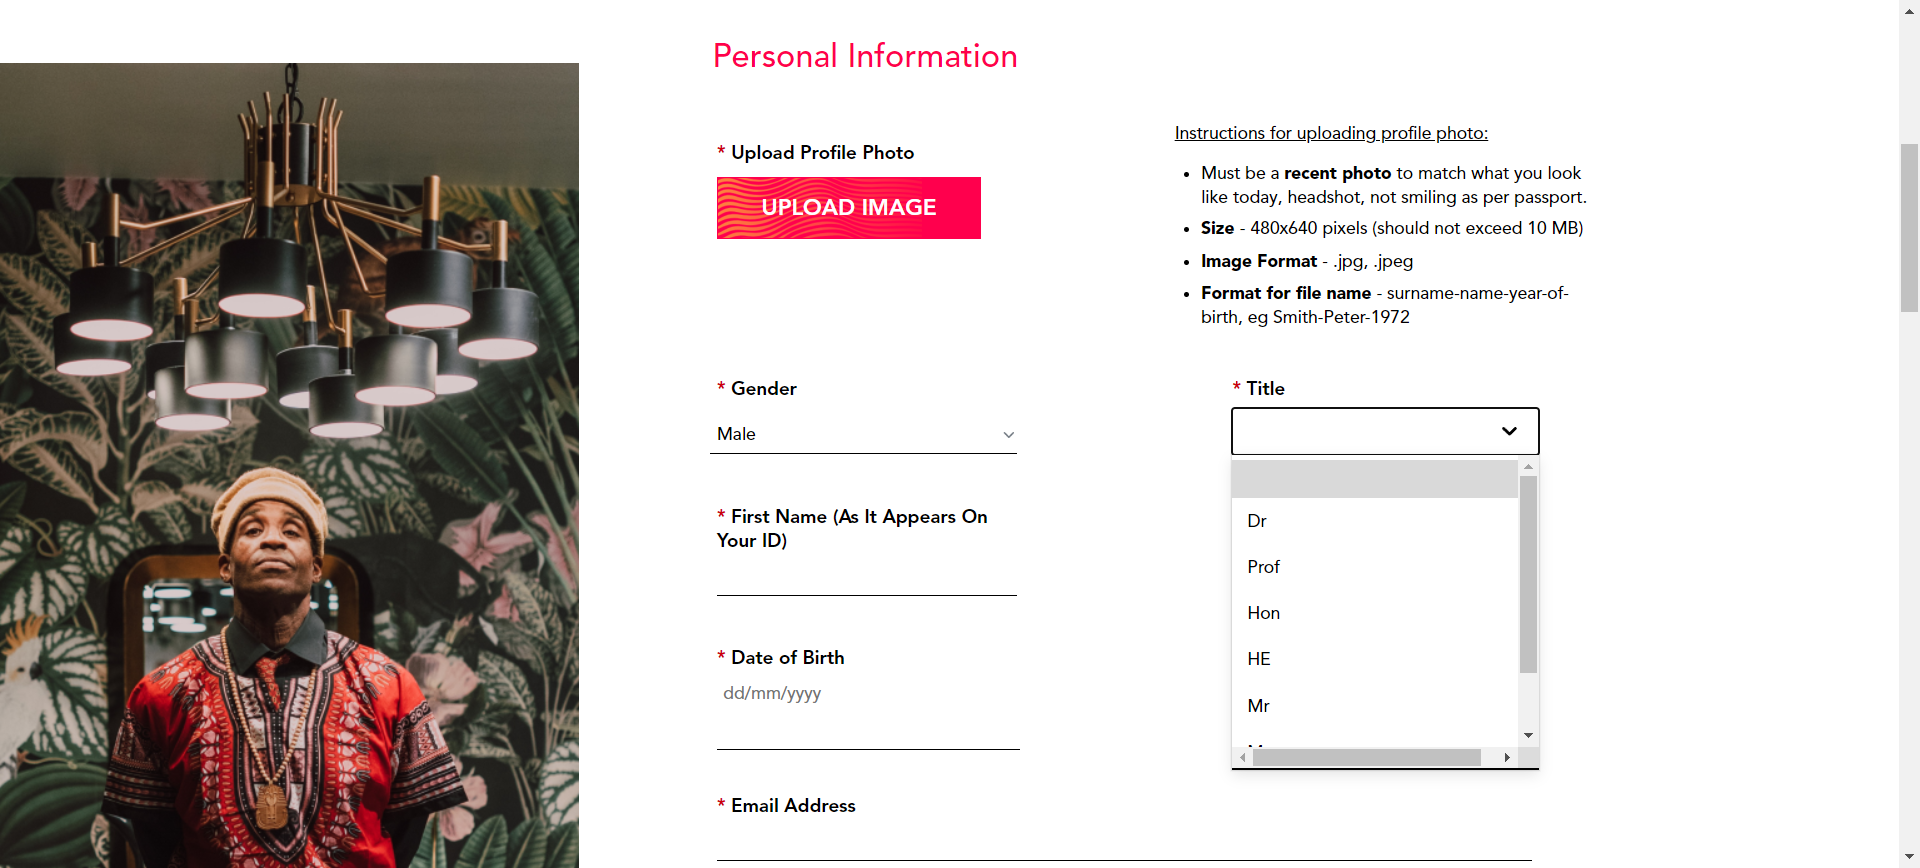 Personal Information
* Upload Profile Photo
UPLOAD IMAGE
Instructions for uploading profile photo:
• Must be a recent photo to match what you look
like today, headshot, not smiling as per passport.
• Size - 480x640 pixels (should not exceed 10 MB)
• Image Format - .jpg, .jpeg
• Format for file name - surname-name-year-of-
birth, eg Smith-Peter-1972
* Gender
Male
* Title
Dr
Prof
Hon
HE
Mr
* First Name (As It Appears On
Your ID)
* Date of Birth
dd/mm/yyyy
* Email Address